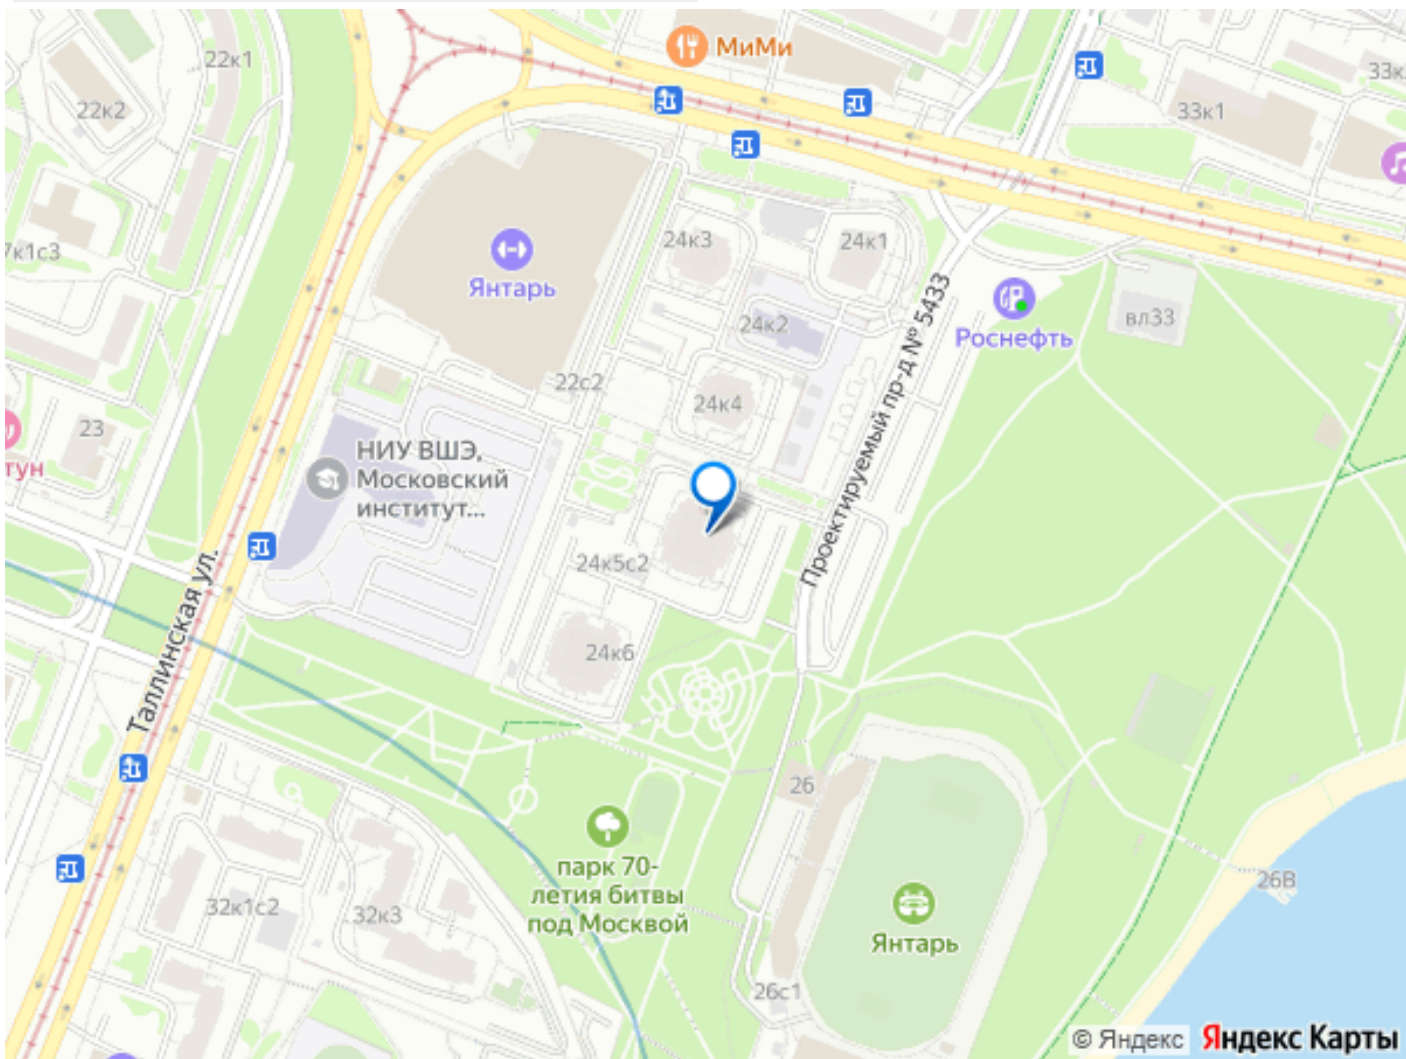 22к1
МиМи
33к
22к2
33к1
7к1с3
24к3
24к1
Янтарь
вл33
24к2
Роснефть
22с2
24к4
Проектируемый пр-д № 5433
23
тун
НИУ ВШЭ,
Московский
институт...
24к5с2
Таллинская ул.
24к6
26
парк 70-
летия битвы
под Москвой
26В
32к1с2
32к3
Янтарь
26с1
© Яндекс Яндекс Карты